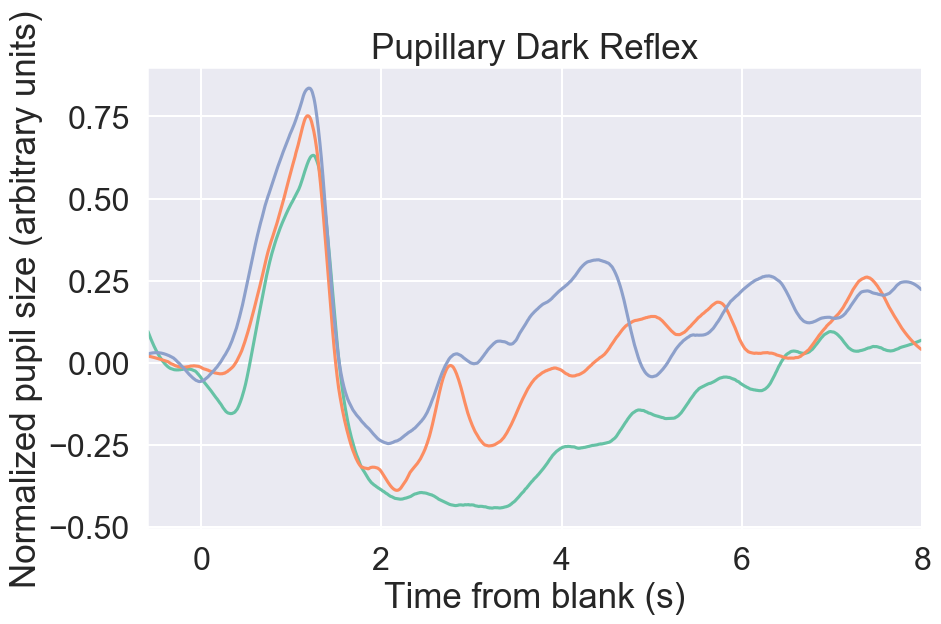 Pupillary Dark Reflex
Normalized pupil size (arbitrary units)
0.75
0.50
0.25
0.00
−0.25
−0.50
0 2 4 6 8
Time from blank (s)